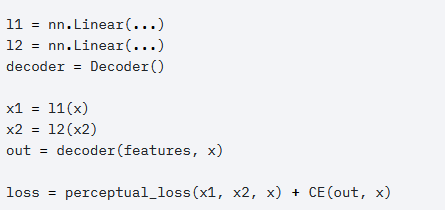 l1 = nn.Linear(...)
l2 = nn.Linear(...)
decoder = Decoder()
x1 = l1(x)
x2 = l2(x2)
out = decoder(features, x)
loss = perceptual_loss(x1, x2, x) + CE(out, x)